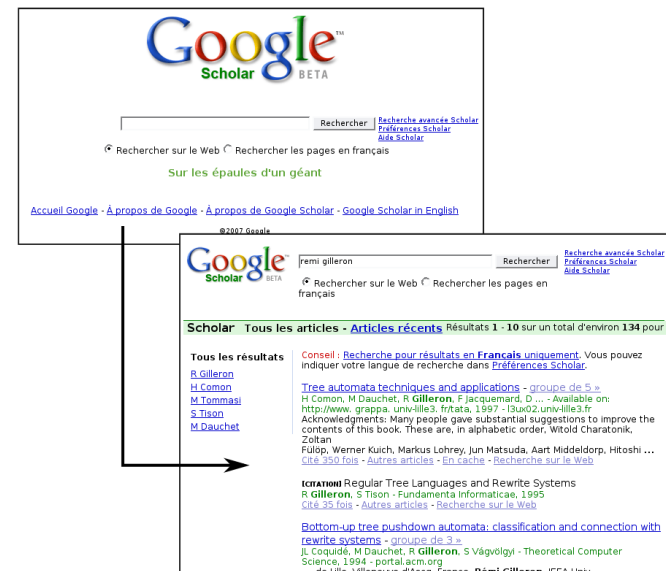 Google™
Scholar BETA
Rechercher
Recherche avancée Scholar
Préférences Scholar
Aide Scholar
Rechercher sur le Web Rechercher les pages en français
Sur les épaules d'un géant
Accueil Google - À propos de Google - À propos de Google Scholar - Google Scholar in English
©2007 Google
Google™
Scholar BETA
remi gilleron
Rechercher
Recherche avancée Scholar
Préférences Scholar
Aide Scholar
Rechercher sur le Web Rechercher les pages en
français
Scholar Tous les articles - Articles récents Résultats 1 - 10 sur un total d'environ 134 pour
Tous les résultats
R Gilleron
H Comon
M Tommasi
S Tison
M Dauchet
Conseil : Recherche pour résultats en Français uniquement. Vous pouvez
indiquer votre langue de recherche dans Préférences Scholar.
Tree automata techniques and applications - groupe de 5 »
H Comon, M Dauchet, R Gilleron, F Jacquemard, D ... - Available on:
http://www. grappa. univ-lille3. fr/tata, 1997 - l3ux02.univ-lille3.fr
Acknowledgments: Many people gave substantial suggestions to improve the
contents of this book. These are, in alphabetic order, Witold Charatonik,
Zoltan
Fülöp, Werner Kuich, Markus Lohrey, Jun Matsuda, Aart Middeldorp, Hitoshi ...
Cité 350 fois - Autres articles - En cache - Recherche sur le Web
[CITATION] Regular Tree Languages and Rewrite Systems
R Gilleron, S Tison - Fundamenta Informaticae, 1995
Cité 35 fois - Autres articles - Recherche sur le Web
Bottom-up tree pushdown automata: classification and connection with
rewrite systems - groupe de 3 »
JL Coquidé, M Dauchet, R Gilleron, S Vágvölgyi - Theoretical Computer
Science, 1994 - portal.acm.org